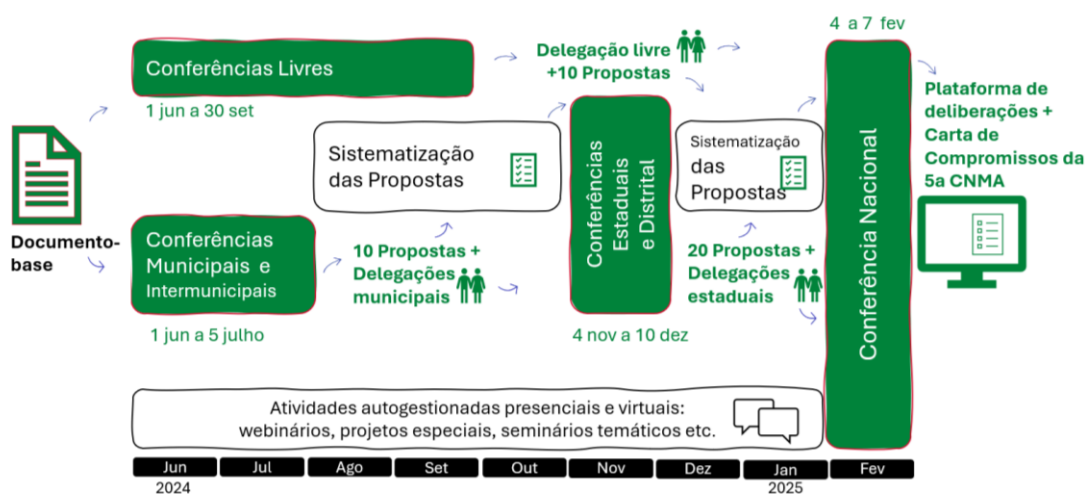 4 a 7 fev
Conferências Livres
1 jun a 30 set
Delegação livre
+10 Propostas
Documento-
base
Sistematização
das Propostas
Conferências
Municipais e
Intermunicipais
1 jun a 5 julho
10 Propostas +
Delegações
municipais
Conferências
Estaduais
e Distrital
4 nov a 10 dez
Sistematização
das
Propostas
20 Propostas +
Delegações
estaduais
Conferência Nacional
Plataforma de
deliberações +
Carta de
Compromissos da
5a CNMA
Atividades autogestionadas presenciais e virtuais:
webinários, projetos especiais, seminários temáticos etc.
Jun Jul Ago Set Out Nov Dez Jan Fev
2024 2025